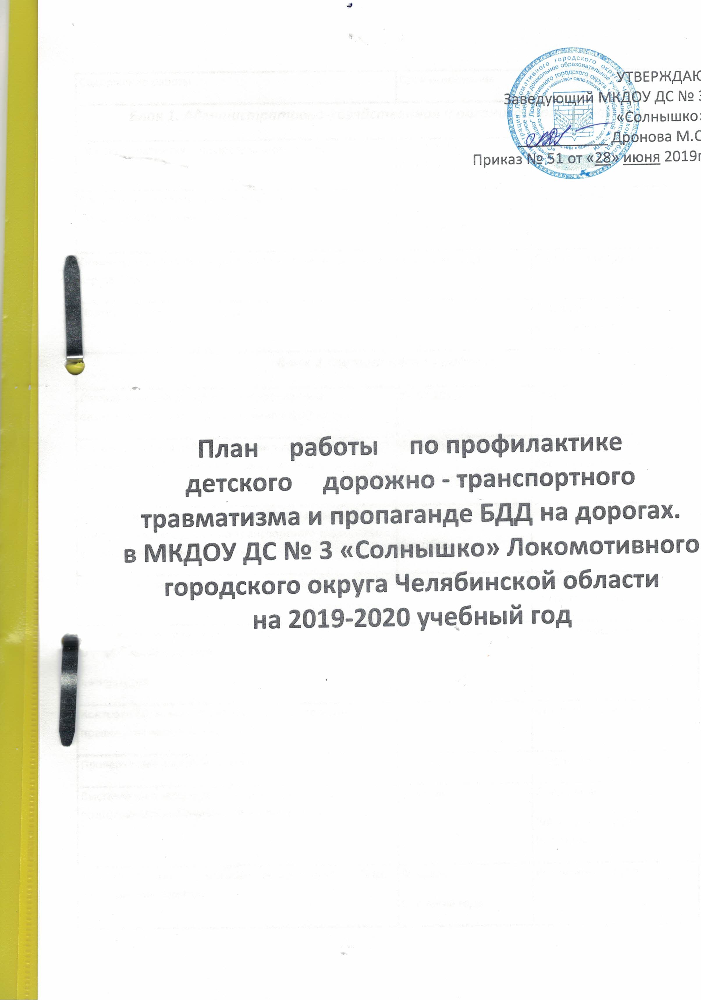 УТВЕРЖДАЮ
Заведующий МКДОУ ДС № 3
«Солнышко»
Дронова М.С
Приказ № 51 от «28» июня 2019г
План работы по профилактике
детского дорожно - транспортного
травматизма и пропаганде БДД на дорогах.
в МКДОУ ДС № 3 «Солнышко» Локомотивного
городского округа Челябинской области
на 2019-2020 учебный год